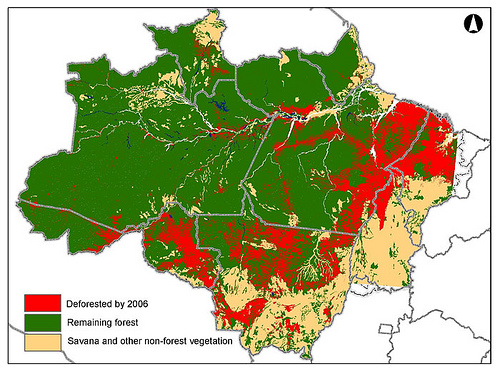 Deforested by 2006
Remaining forest
Savana and other non-forest vegetation